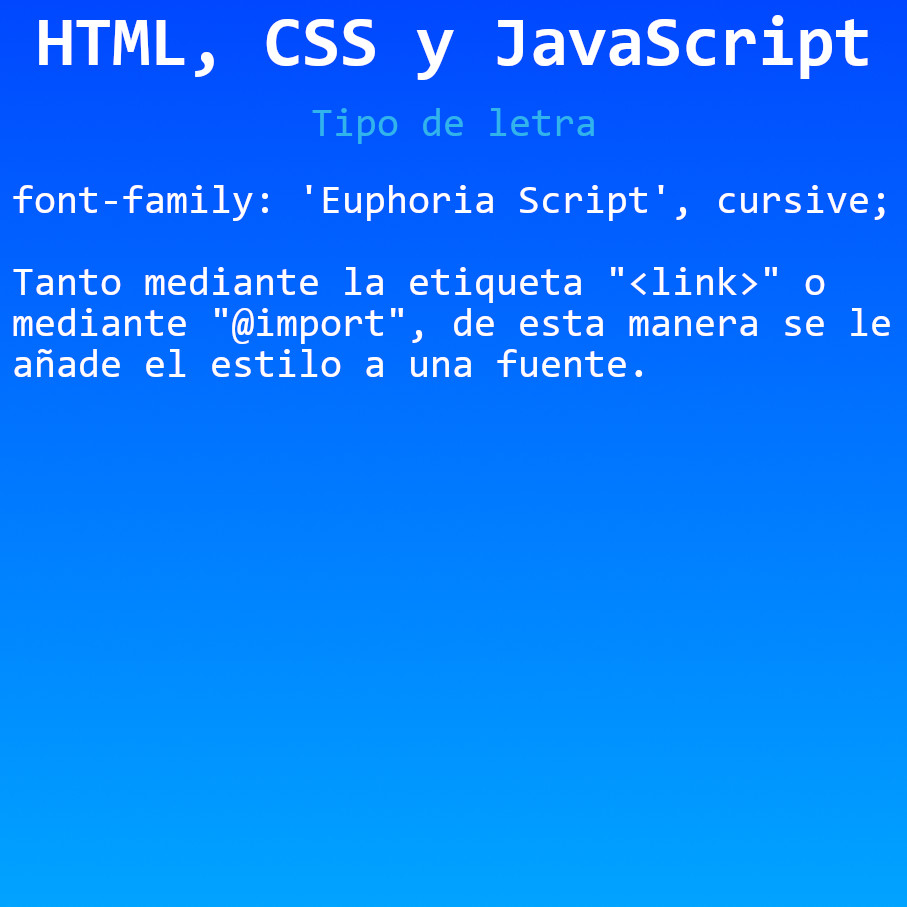 HTML, CSS y JavaScript
Tipo de letra
font-family: 'Euphoria Script', cursive;
Tanto mediante la etiqueta "<link>" o
mediante "@import", de esta manera se le
añade el estilo a una fuente.